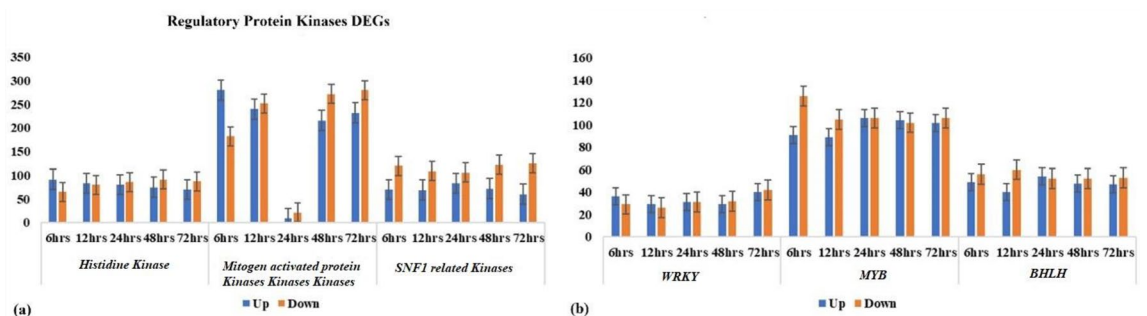 Regulatory Protein Kinases DEGs
350
300
250
200
150
100
50
0
6hrs 12hrs 24hrs 48hrs 72hrs 6hrs 12hrs 24hrs 48hrs 72hrs 6hrs 12hrs 24hrs 48hrs 72hrs
Histidine Kinase
Mitogen activated protein
Kinases Kinases Kinases
SNF1 related Kinases
(a)
Up Down
160
140
120
100
80
60
40
20
0
6hrs 12hrs 24hrs 48hrs 72hrs 6hrs 12hrs 24hrs 48hrs 72hrs 6hrs 12hrs 24hrs 48hrs 72hrs
WRKY
MYB
BHLH
(b)
Up Down